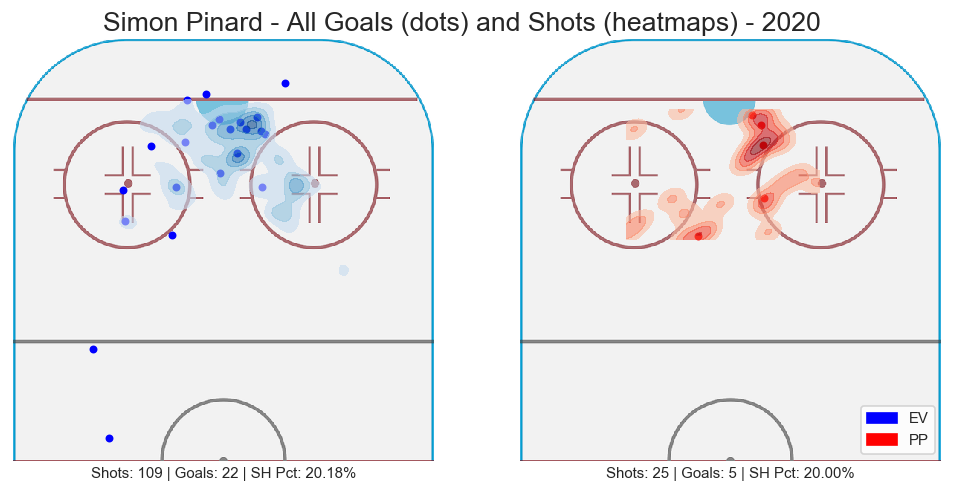 Simon Pinard - All Goals (dots) and Shots (heatmaps) - 2020
EV
PP
Shots: 109 | Goals: 22 | SH Pct: 20.18%
Shots: 25 | Goals: 5 | SH Pct: 20.00%